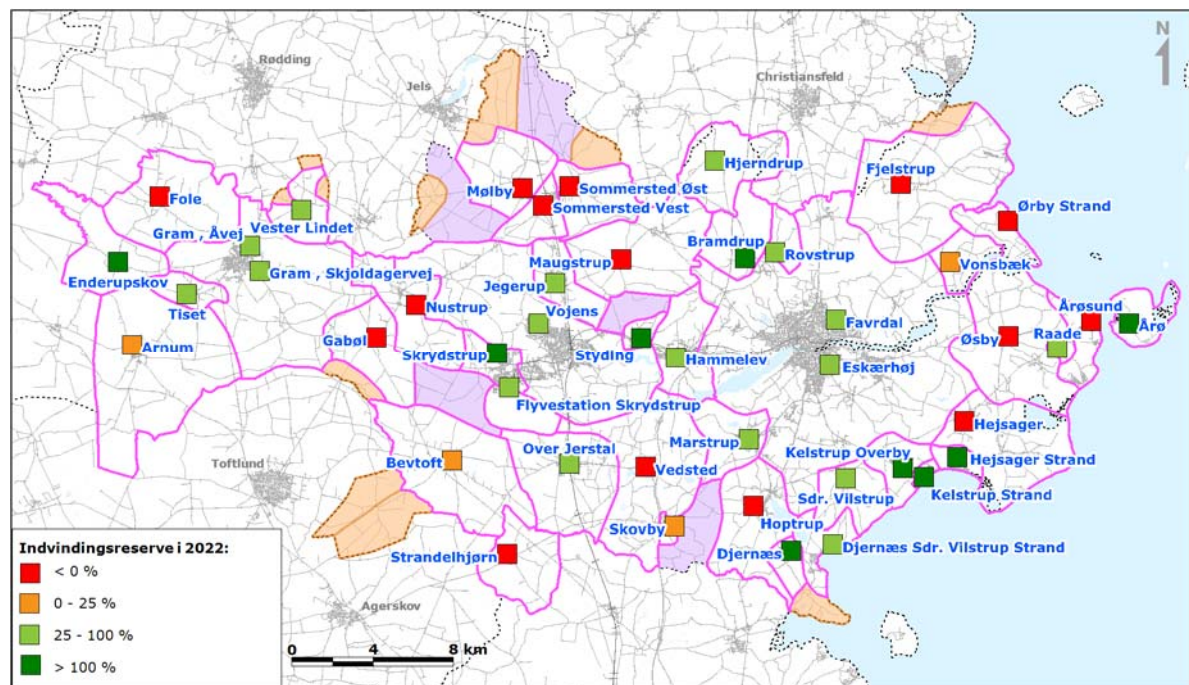 N
Rødding
Christiansfeld
Jels
Hjerndrup
Fjelstrup
Mølby
Sommersted Øst
Sommersted Vest
Fole
Vester Lindet
Ørby Strand
Gram , Åvej
Bramdrup
Rovstrup
Maugstrup
Vonsbæk
Gram , Skjoldagervej
Enderupskov
Jegerup
Tiset
Nustrup
Vojens
Favrdal
Årøsund
Årø
Gabøl
Styding
Øsby
Raade
Arnum
Skrydstrup
Hammelev
Eskærhøj
Flyvestation Skrydstrup
Hejsager
Marstrup
Over Jerstal
Kelstrup Overby
Hejsager Strand
Toftlund
Bevtoft
Vedsted
Sdr. Vilstrup
Kelstrup Strand
Hoptrup
Skovby
Djernæs Sdr. Vilstrup Strand
Strandelhjørn
Djernæs
Agerskov
Indvindingsreserve i 2022:
< 0 %
0 - 25 %
25 - 100 %
> 100 %
0 4 8 km